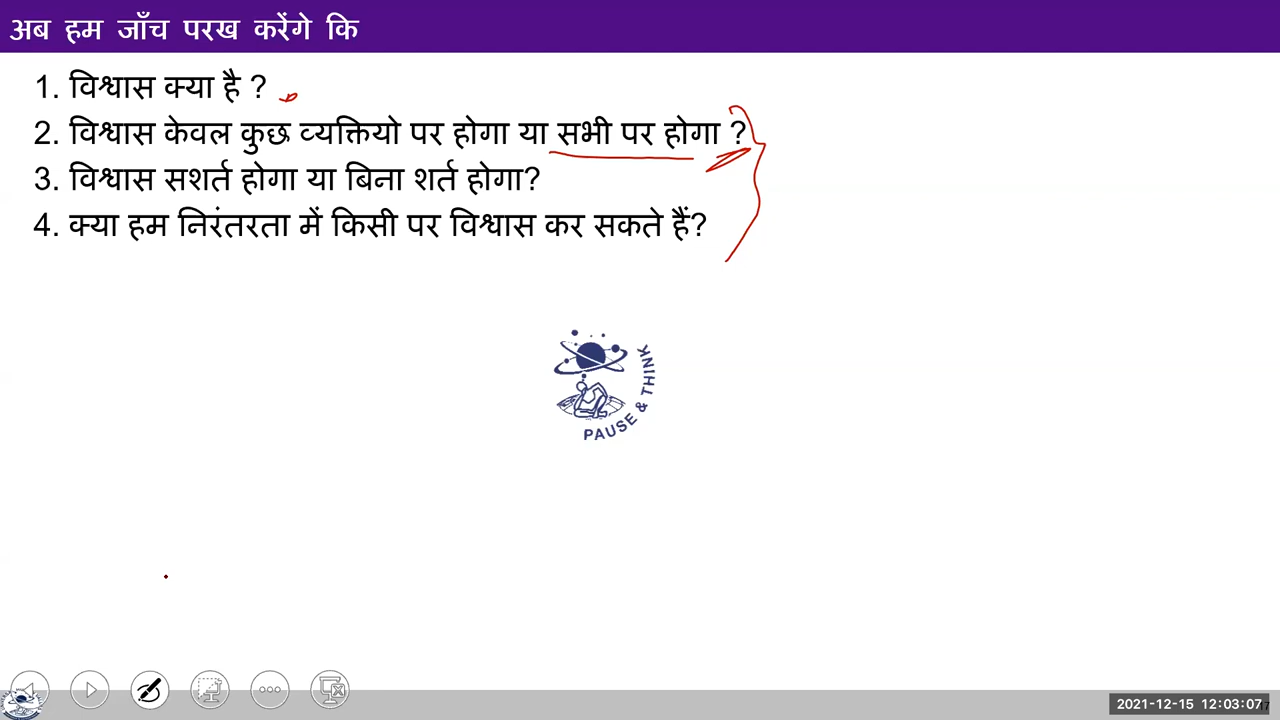 अब हम जाँच परख करेंगे कि
1. विश्वास क्या है ?
2. विश्वास केवल कुछ व्यक्तियो पर होगा या सभी पर होगा ?
3. विश्वास सशर्त होगा या बिना शर्त होगा?
4. क्या हम निरंतरता में किसी पर विश्वास कर सकते हैं?
PAUSE & THINK
2021-12-15 12:03:07